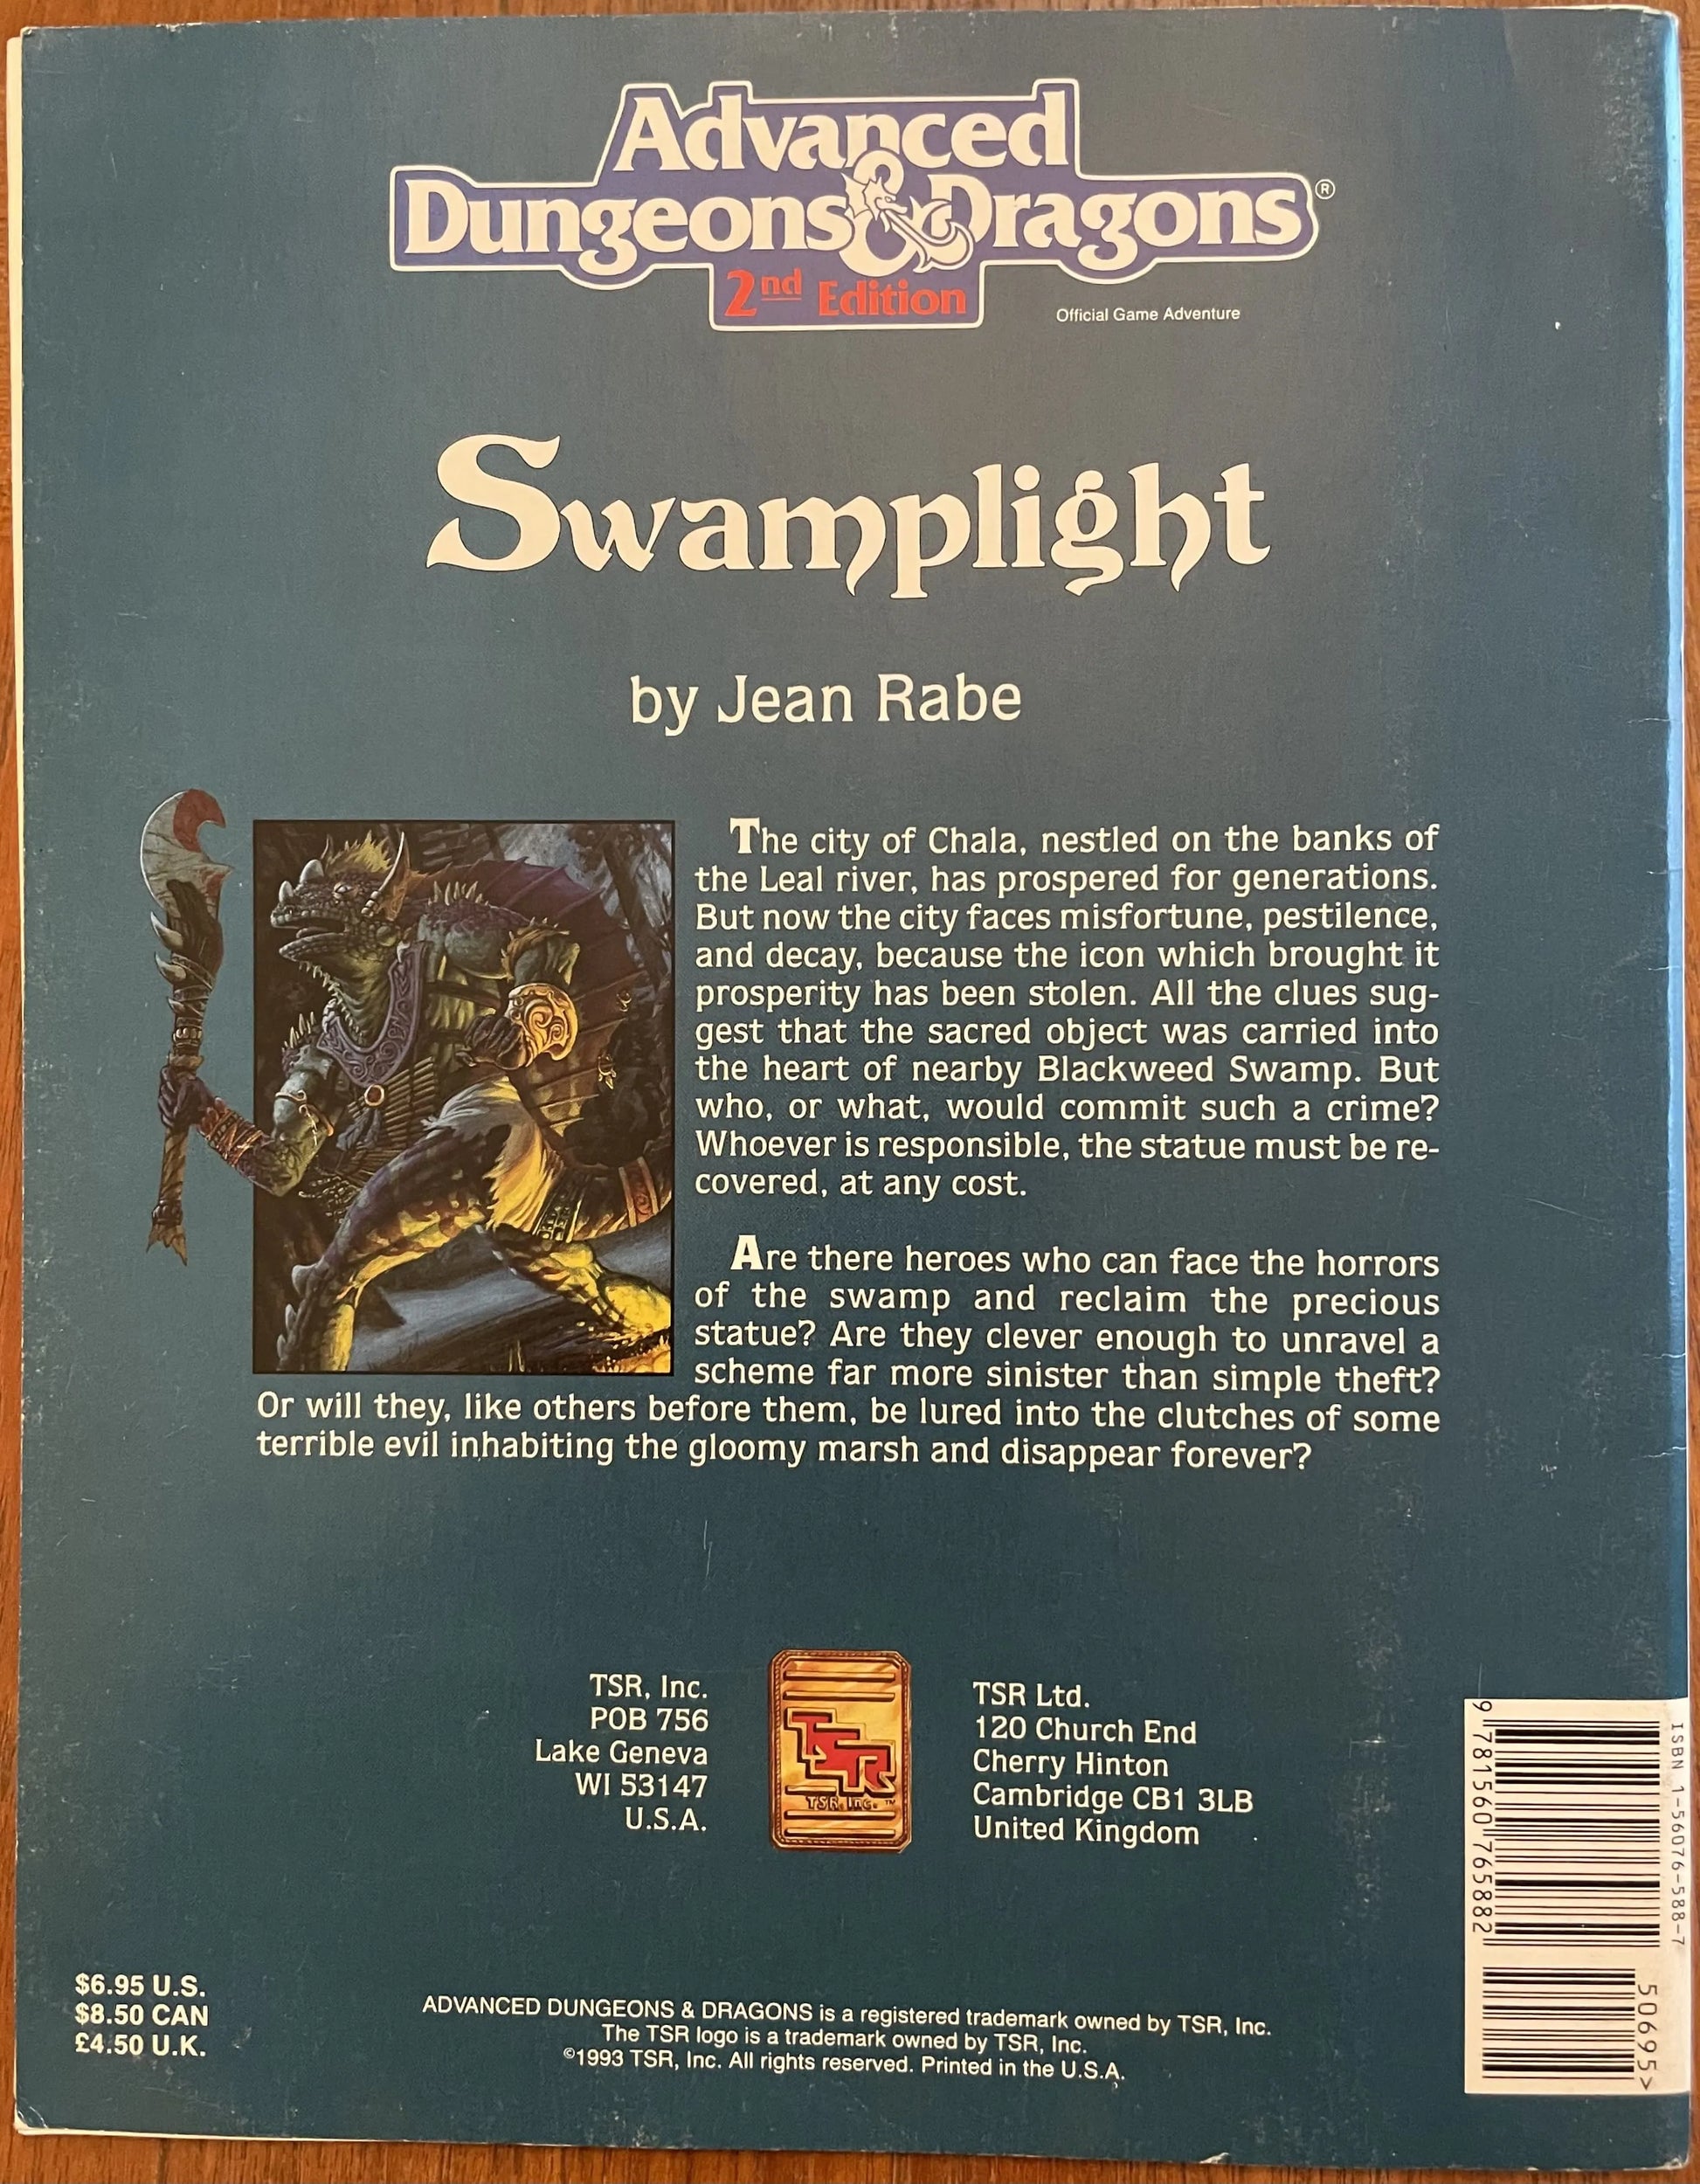 Advanced
Dungeons & Dragons®
2nd Edition
Official Game Adventure
Swamplight
by Jean Rabe
The city of Chala, nestled on the banks of
the Leal river, has prospered for generations.
But now the city faces misfortune, pestilence,
and decay, because the icon which brought it
prosperity has been stolen. All the clues sug-
gest that the sacred object was carried into
the heart of nearby Blackweed Swamp. But
who, or what, would commit such a crime?
Whoever is responsible, the statue must be re-
covered, at any cost.
Are there heroes who can face the horrors
of the swamp and reclaim the precious
statue? Are they clever enough to unravel a
scheme far more sinister than simple theft?
Or will they, like others before them, be lured into the clutches of some
terrible evil inhabiting the gloomy marsh and disappear forever?
TSR, Inc.
POB 756
Lake Geneva
WI 53147
U.S.A.
TSR
TSR, Inc.™
TSR Ltd.
120 Church End
Cherry Hinton
Cambridge CB1 3LB
United Kingdom
ISBN 1-56076-588-7
9 781560 765882
50695>
$6.95 U.S.
$8.50 CAN
£4.50 U.K.
ADVANCED DUNGEONS & DRAGONS is a registered trademark owned by TSR, Inc.
The TSR logo is a trademark owned by TSR, Inc.
©1993 TSR, Inc. All rights reserved. Printed in the U.S.A.